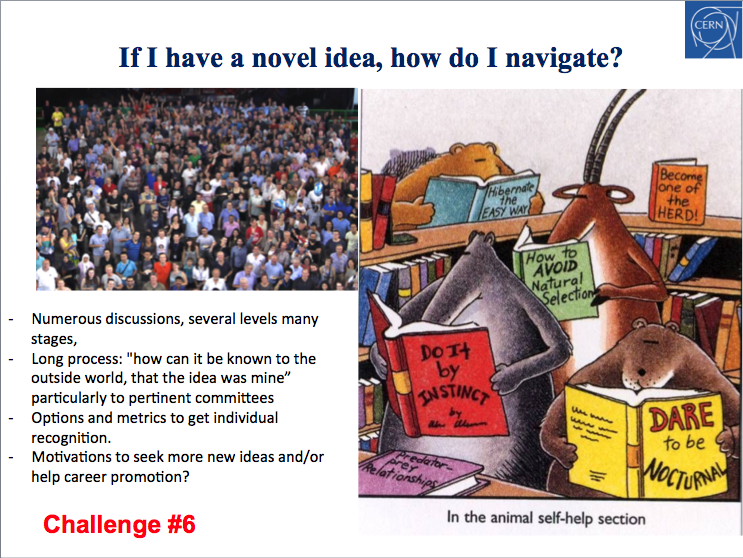 CERN
If I have a novel idea, how do I navigate?
Hibernate
the
EASY WAY
Become
one of
the
HERD!
How to
AVOID
Natural
Selection
DO It
by
INSTINCT
by
DARE
to be
NOCTURNAL
Predator-
prey
Relationships
In the animal self-help section
- Numerous discussions, several levels many
stages,
- Long process: "how can it be known to the
outside world, that the idea was mine”
particularly to pertinent committees
- Options and metrics to get individual
recognition.
- Motivations to seek more new ideas and/or
help career promotion?
Challenge #6